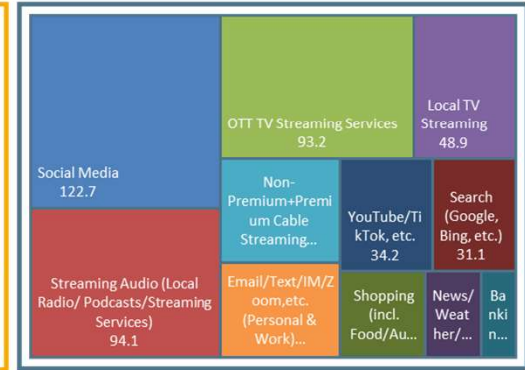 Social Media
122.7
OTT TV Streaming Services
93.2
Local TV
Streaming
48.9
Streaming Audio (Local
Radio/ Podcasts/Streaming
Services)
94.1
Non-
Premium+Premi
um Cable
Streaming...
Email/Text/IM/Z
oom,etc.
(Personal &
Work)...
YouTube/Ti
kTok, etc.
34.2
Search
(Google,
Bing, etc.)
31.1
Shopping
(incl.
Food/Au...
News/
Weat
her/...
Ba
nki
n...